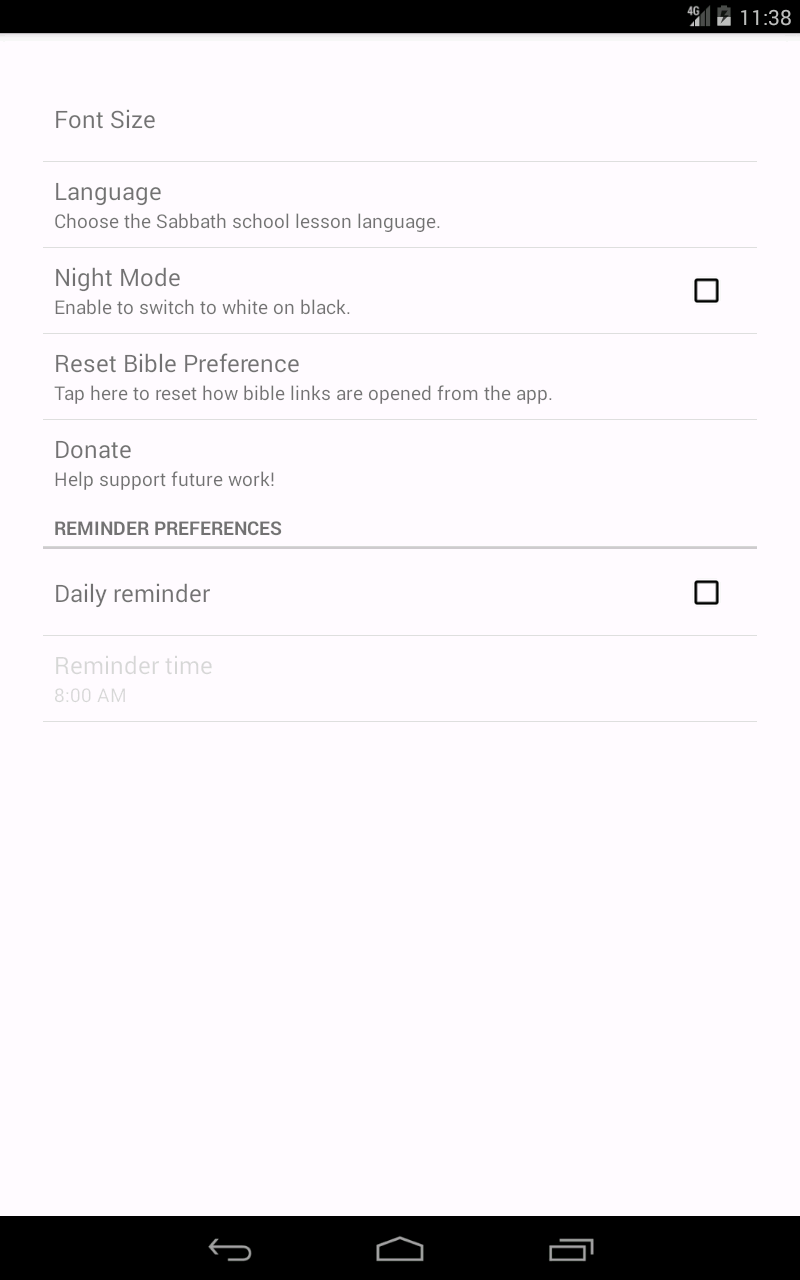 4G 11:38
Font Size
Language
Choose the Sabbath school lesson language.
Night Mode
Enable to switch to white on black.
Reset Bible Preference
Tap here to reset how bible links are opened from the app.
Donate
Help support future work!
REMINDER PREFERENCES
Daily reminder
Reminder time
8:00 AM